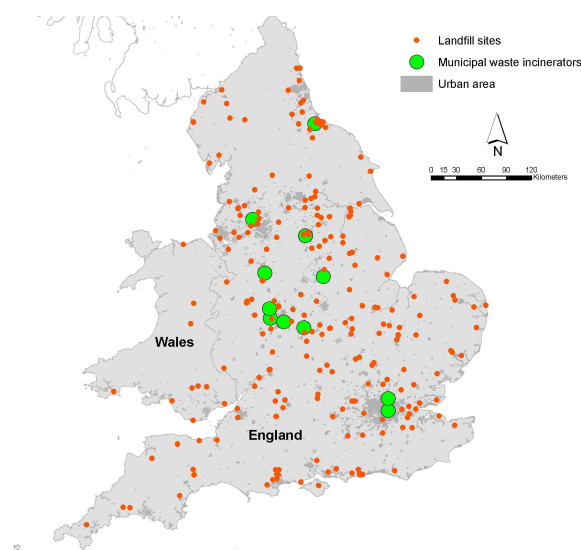 Landfill sites
Municipal waste incinerators
Urban area
N
0 15 30 60 90 120
Kilometers
Wales
England